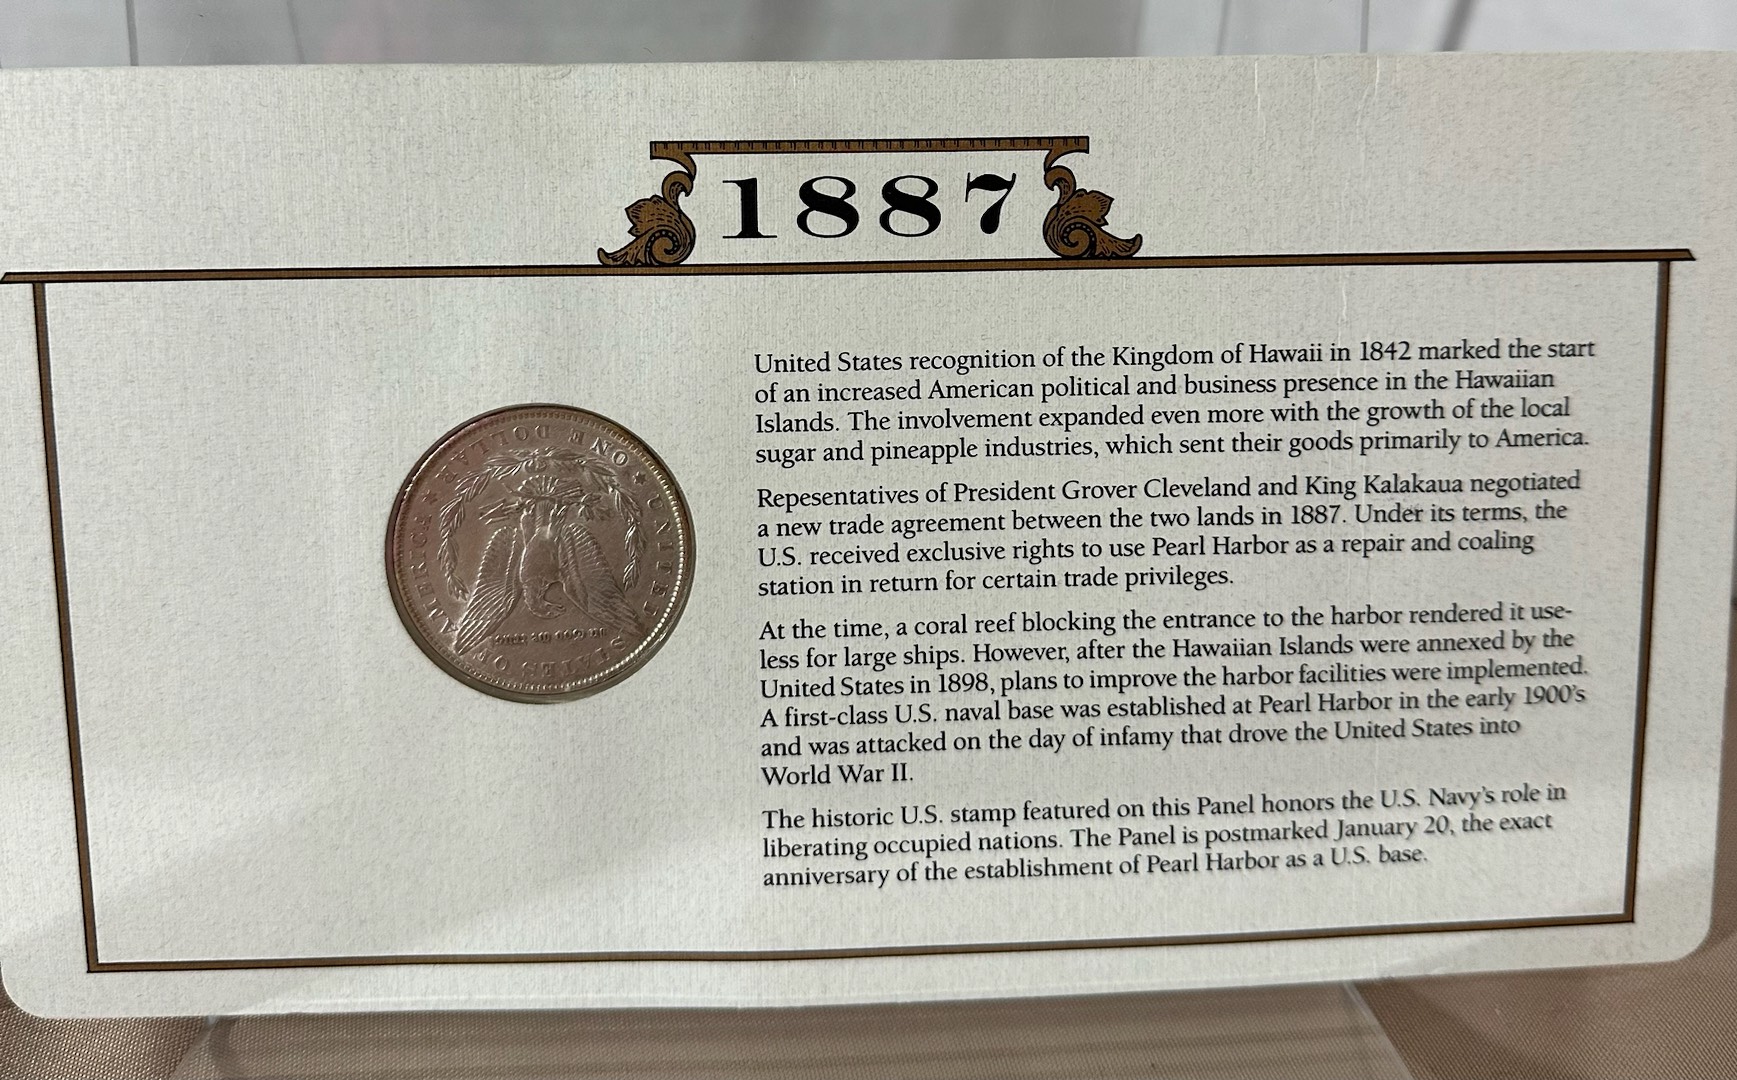 1887
ONE DOLLAR
UNITED STATES OF AMERICA
In God we trust
United States recognition of the Kingdom of Hawaii in 1842 marked the start
of an increased American political and business presence in the Hawaiian
Islands. The involvement expanded even more with the growth of the local
sugar and pineapple industries, which sent their goods primarily to America.
Repesentatives of President Grover Cleveland and King Kalakaua negotiated
a new trade agreement between the two lands in 1887. Under its terms, the
U.S. received exclusive rights to use Pearl Harbor as a repair and coaling
station in return for certain trade privileges.
At the time, a coral reef blocking the entrance to the harbor rendered it use-
less for large ships. However, after the Hawaiian Islands were annexed by the
United States in 1898, plans to improve the harbor facilities were implemented.
A first-class U.S. naval base was established at Pearl Harbor in the early 1900's
and was attacked on the day of infamy that drove the United States into
World War II.
The historic U.S. stamp featured on this Panel honors the U.S. Navy's role in
liberating occupied nations. The Panel is postmarked January 20, the exact
anniversary of the establishment of Pearl Harbor as a U.S. base.